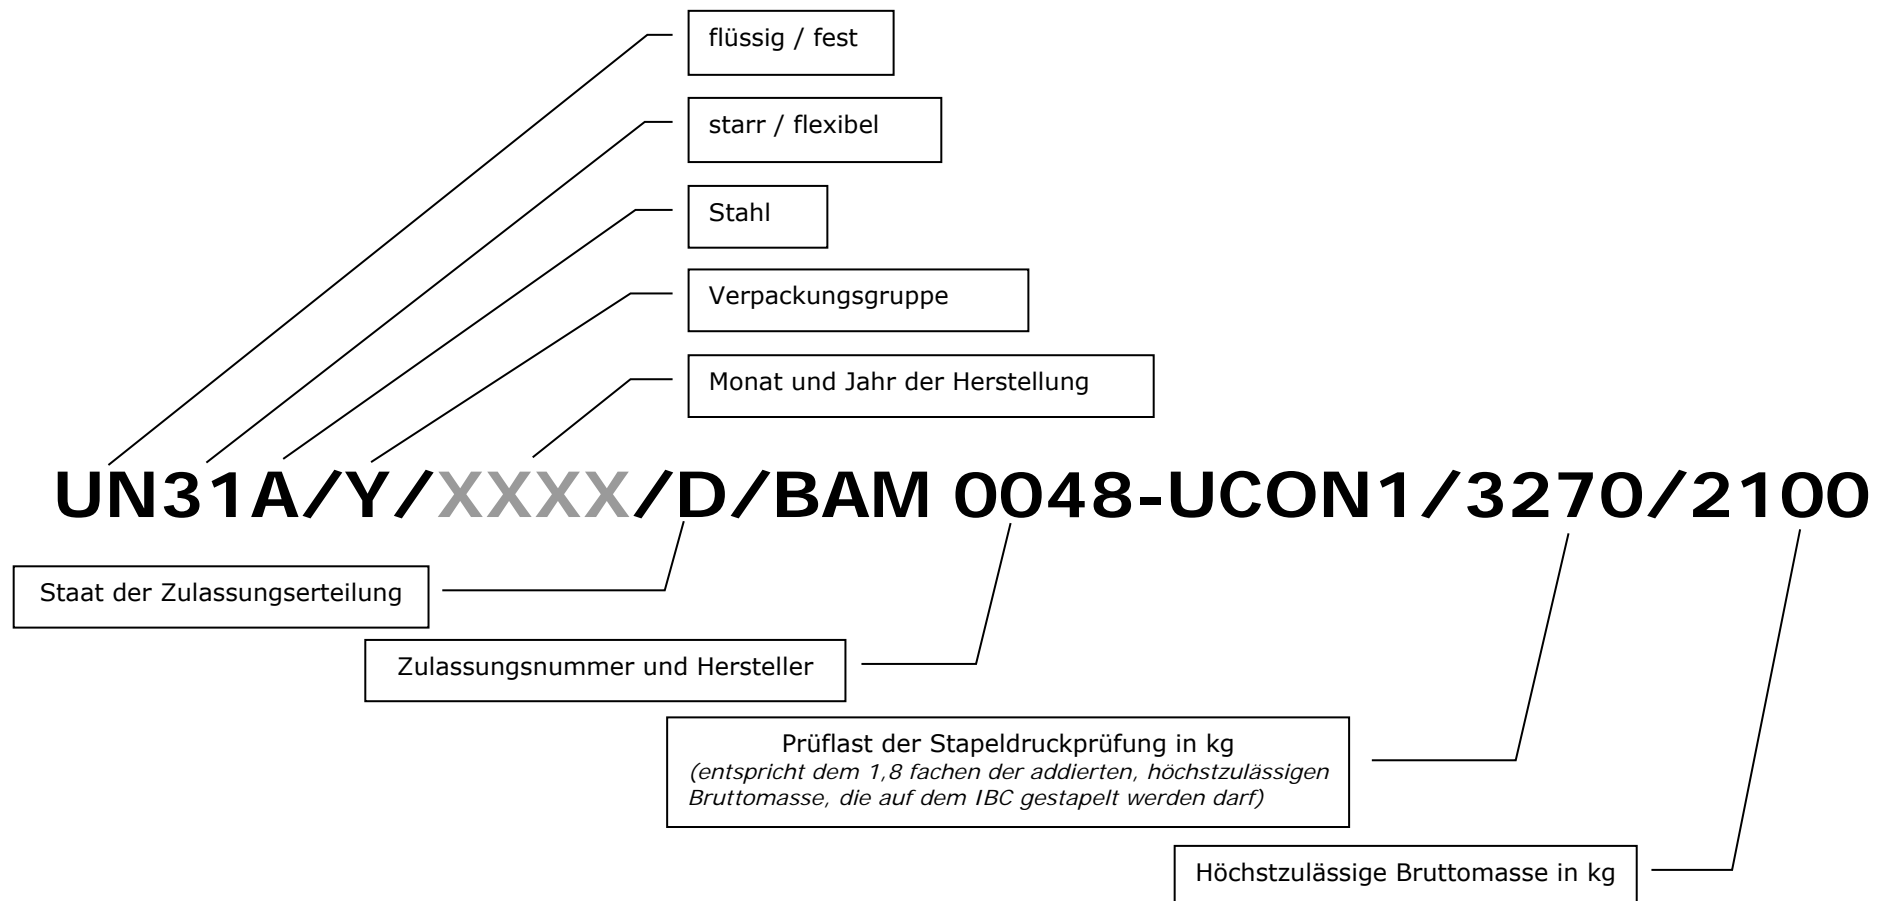 flüssig / fest
starr / flexibel
Stahl
Verpackungsgruppe
Monat und Jahr der Herstellung
UN31A/Y/XXXX/D/BAM 0048-UCON1/3270/2100
Staat der Zulassungserteilung
Zulassungsnummer und Hersteller
Prüflast der Stapeldruckprüfung in kg
(entspricht dem 1,8 fachen der addierten, höchstzulässigen
Bruttomasse, die auf dem IBC gestapelt werden darf)
Höchstzulässige Bruttomasse in kg